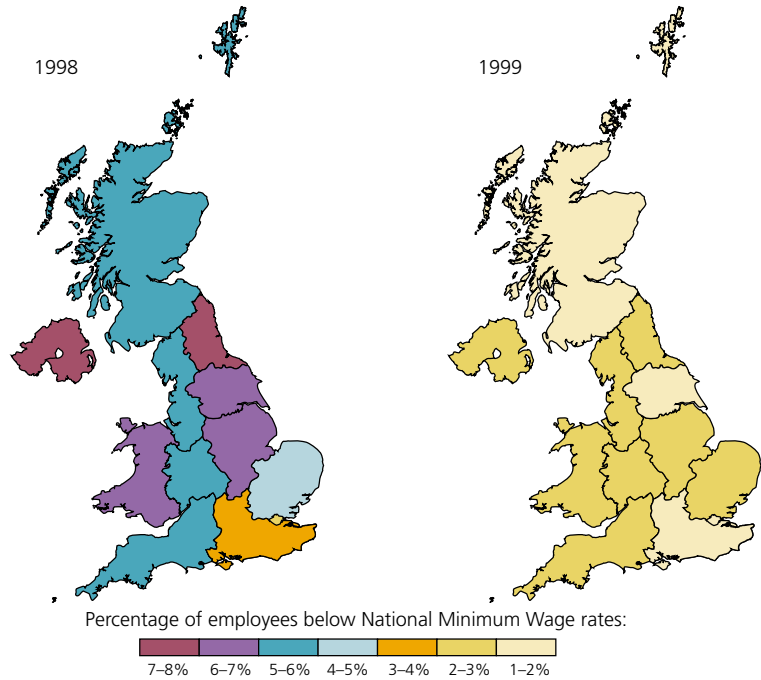 1998
1999
Percentage of employees below National Minimum Wage rates:
7–8% 6–7% 5–6% 4–5% 3–4% 2–3% 1–2%